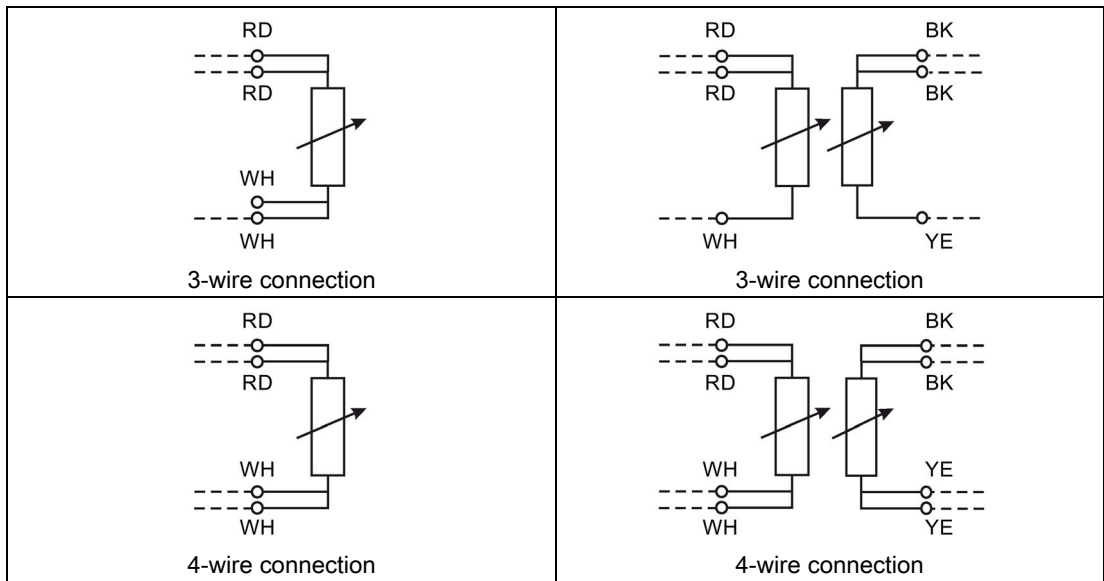 RD
RD
WH
WH
3-wire connection
RD BK
RD BK
WH YE
3-wire connection
RD
RD
WH
WH
4-wire connection
RD BK
RD BK
WH YE
WH YE
4-wire connection